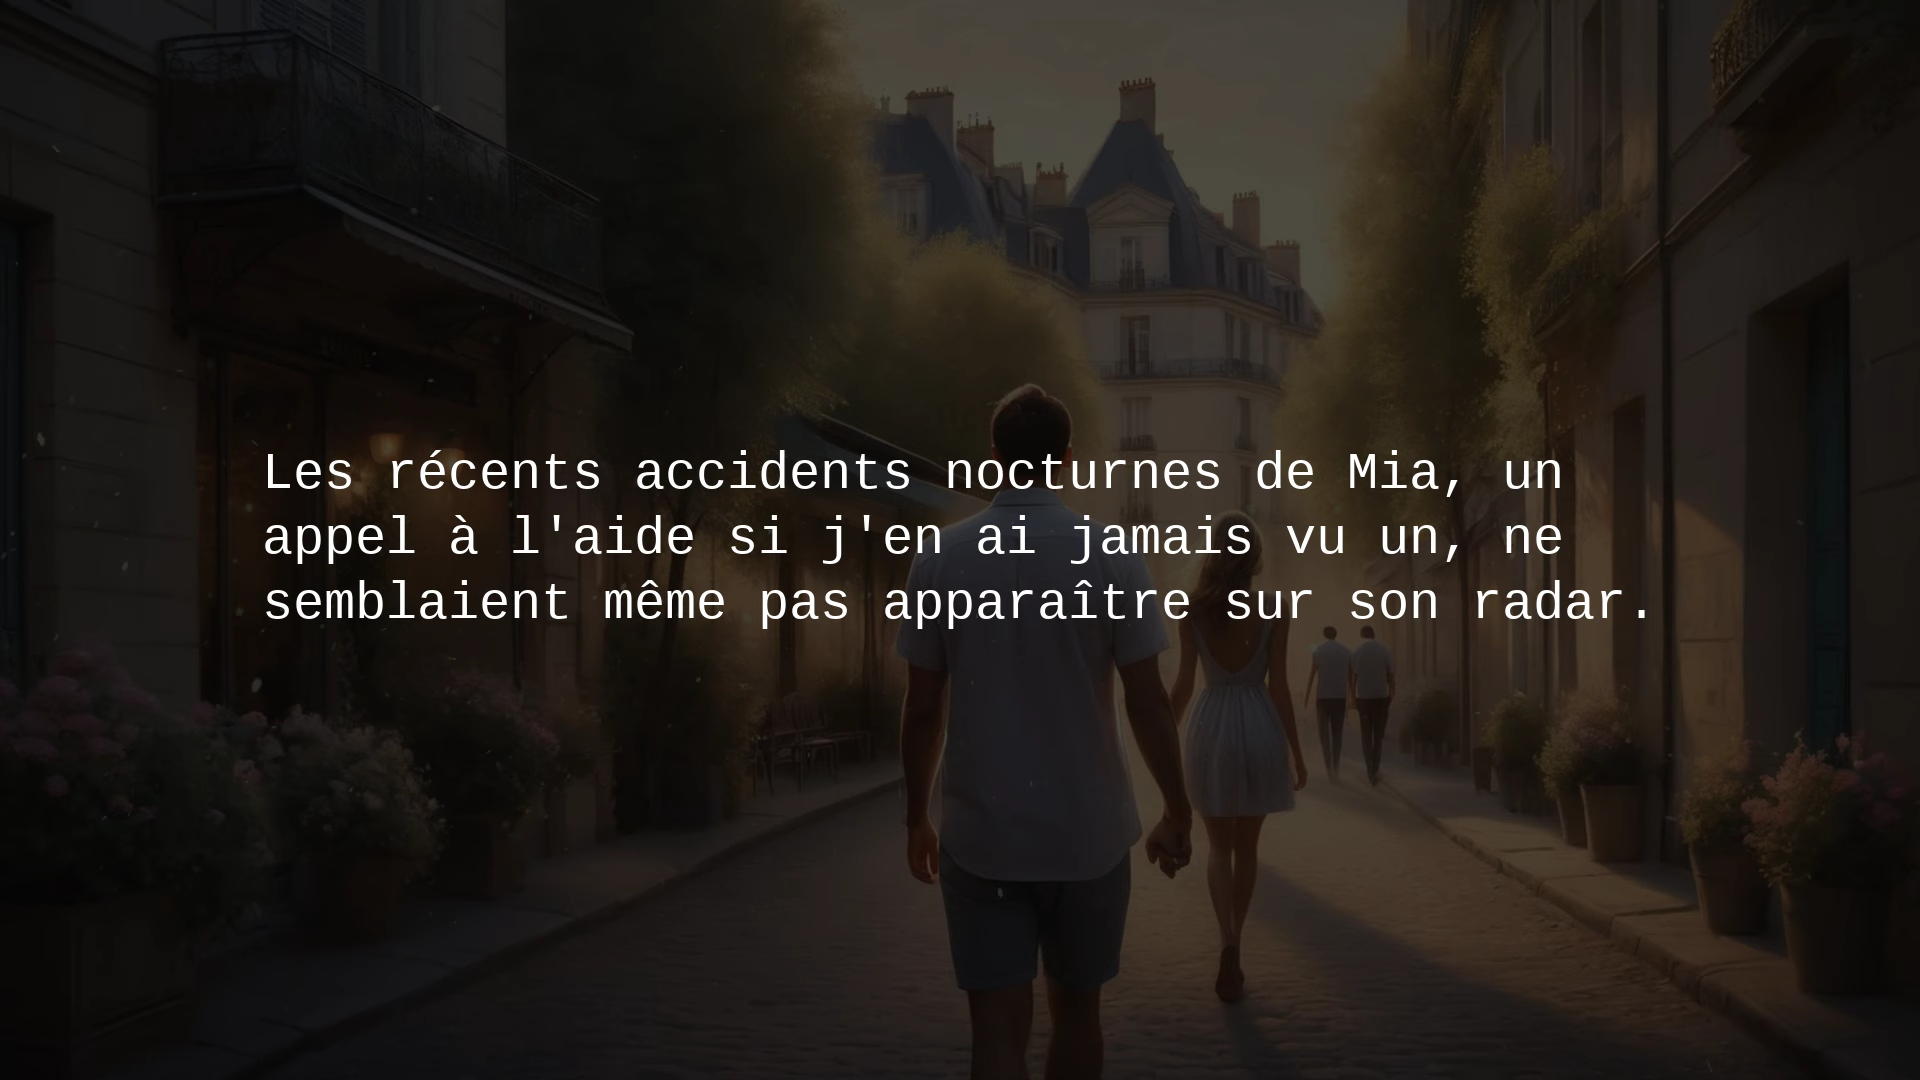 Les récents accidents nocturnes de Mia, un
appel à l'aide si j'en ai jamais vu un, ne
semblaient même pas apparaître sur son radar.